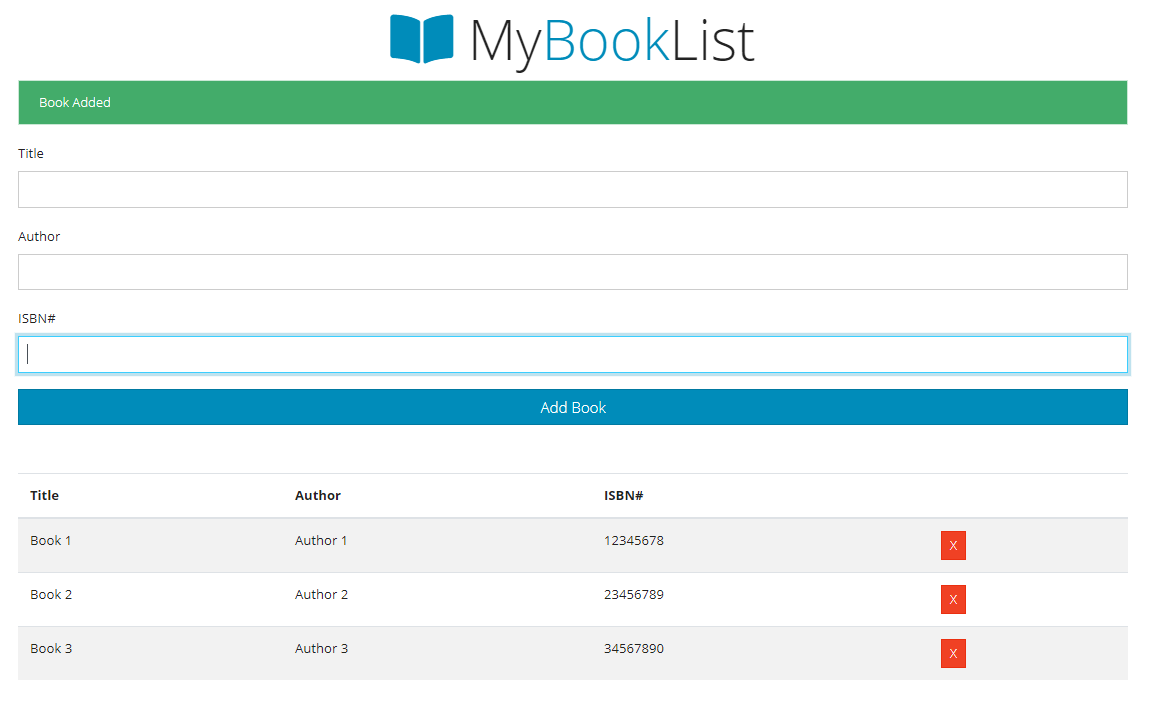 MyBookList
Book Added
Title
Author
ISBN#
Add Book
Title Author ISBN#
Book 1 Author 1 12345678 X
Book 2 Author 2 23456789 X
Book 3 Author 3 34567890 X